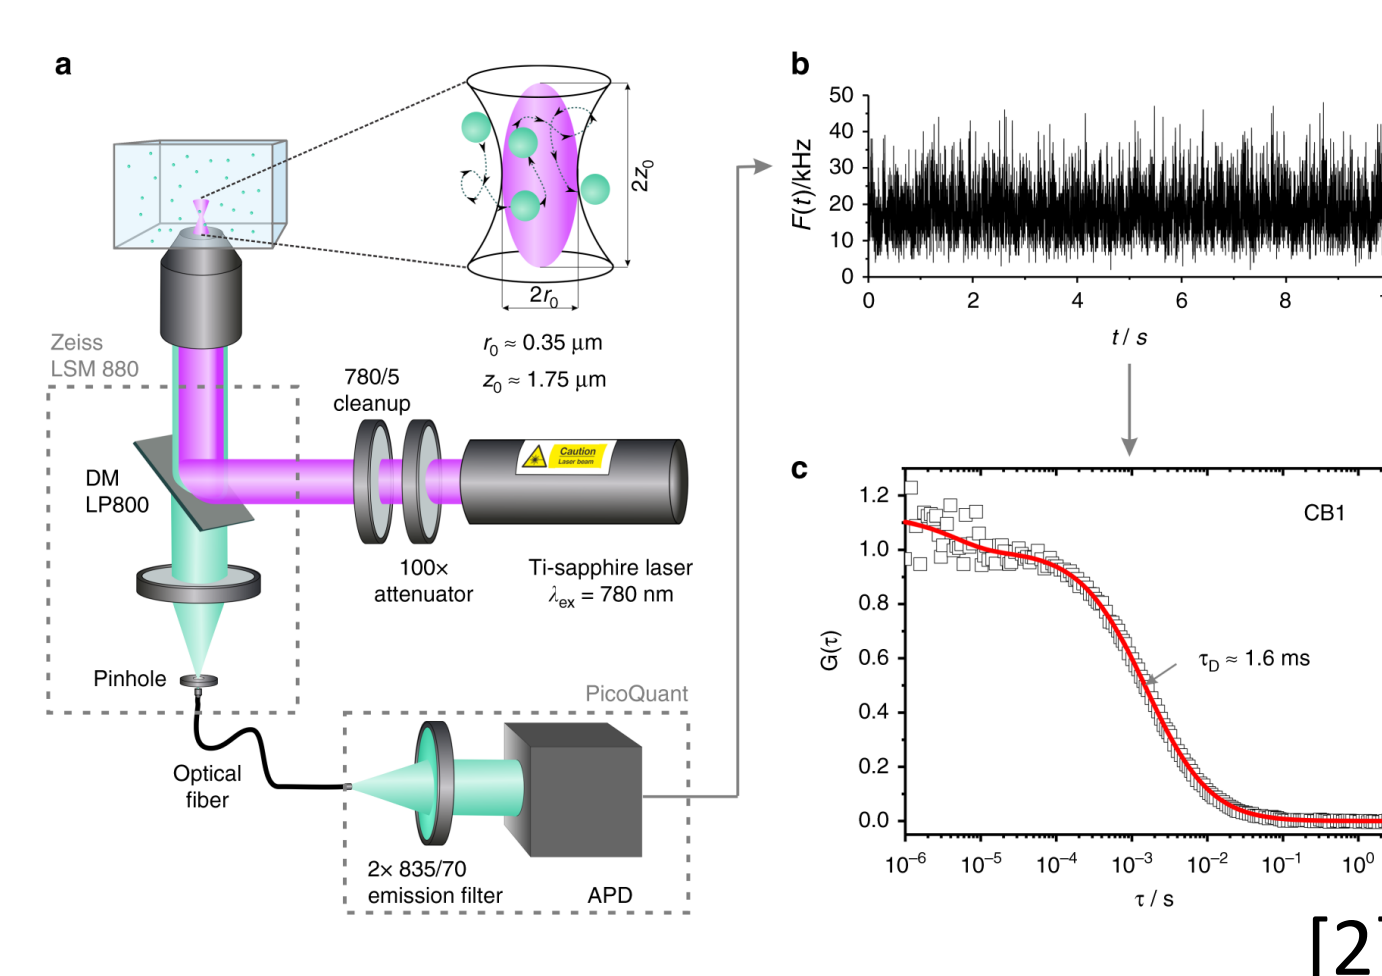 a
2z0
2r0
r0 ≈ 0.35 μm
z0 ≈ 1.75 μm
Zeiss
LSM 880
780/5
cleanup
Caution
Laser beam
DM
LP800
100×
attenuator
Ti-sapphire laser
λex = 780 nm
Pinhole
PicoQuant
Optical
fiber
2× 835/70
emission filter
APD
b
F(t)/kHz
50
40
30
20
10
0
0 2 4 6 8
t / s
c
CB1
G(τ)
1.2
1.0
0.8
0.6
0.4
0.2
0.0
τD ≈ 1.6 ms
10−6 10−5 10−4 10−3 10−2 10−1 100
τ / s
[2]